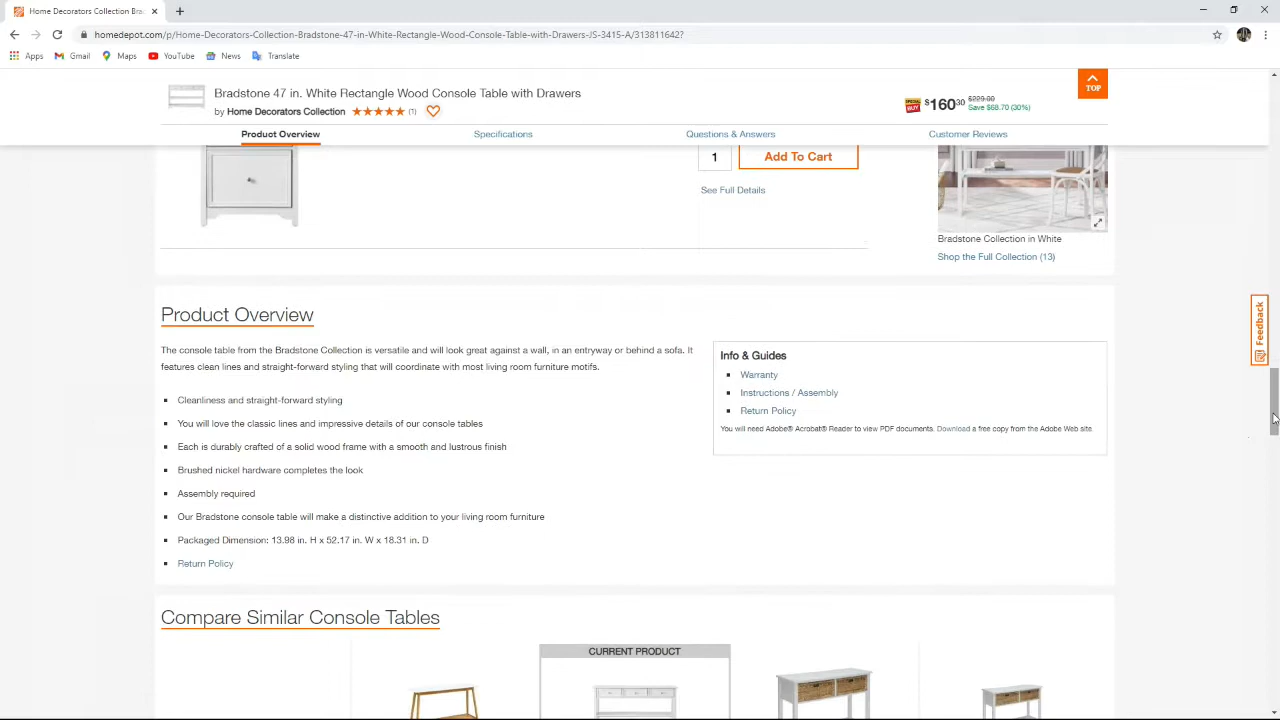 Home Decorators Collection Bra
homedepot.com/p/Home-Decorators-Collection-Bradstone-47-in-White-Rectangle-Wood-Console-Table-with-Drawers-JS-3415-A/313811642?
Apps Gmail Maps YouTube News Translate
Bradstone 47 in. White Rectangle Wood Console Table with Drawers
by Home Decorators Collection (1)
$160.30 $229.00
Save $68.70 (30%)
TOP
Product Overview Specifications Questions & Answers Customer Reviews
1 Add To Cart
See Full Details
Bradstone Collection in White
Shop the Full Collection (13)
Feedback
Product Overview
The console table from the Bradstone Collection is versatile and will look great against a wall, in an entryway or behind a sofa. It
features clean lines and straight-forward styling that will coordinate with most living room furniture motifs.
Cleanliness and straight-forward styling
You will love the classic lines and impressive details of our console tables
Each is durably crafted of a solid wood frame with a smooth and lustrous finish
Brushed nickel hardware completes the look
Assembly required
Our Bradstone console table will make a distinctive addition to your living room furniture
Packaged Dimension: 13.98 in. H x 52.17 in. W x 18.31 in. D
Return Policy
Info & Guides
Warranty
Instructions / Assembly
Return Policy
You will need Adobe® Acrobat® Reader to view PDF documents. Download a free copy from the Adobe Web site.
Compare Similar Console Tables
CURRENT PRODUCT